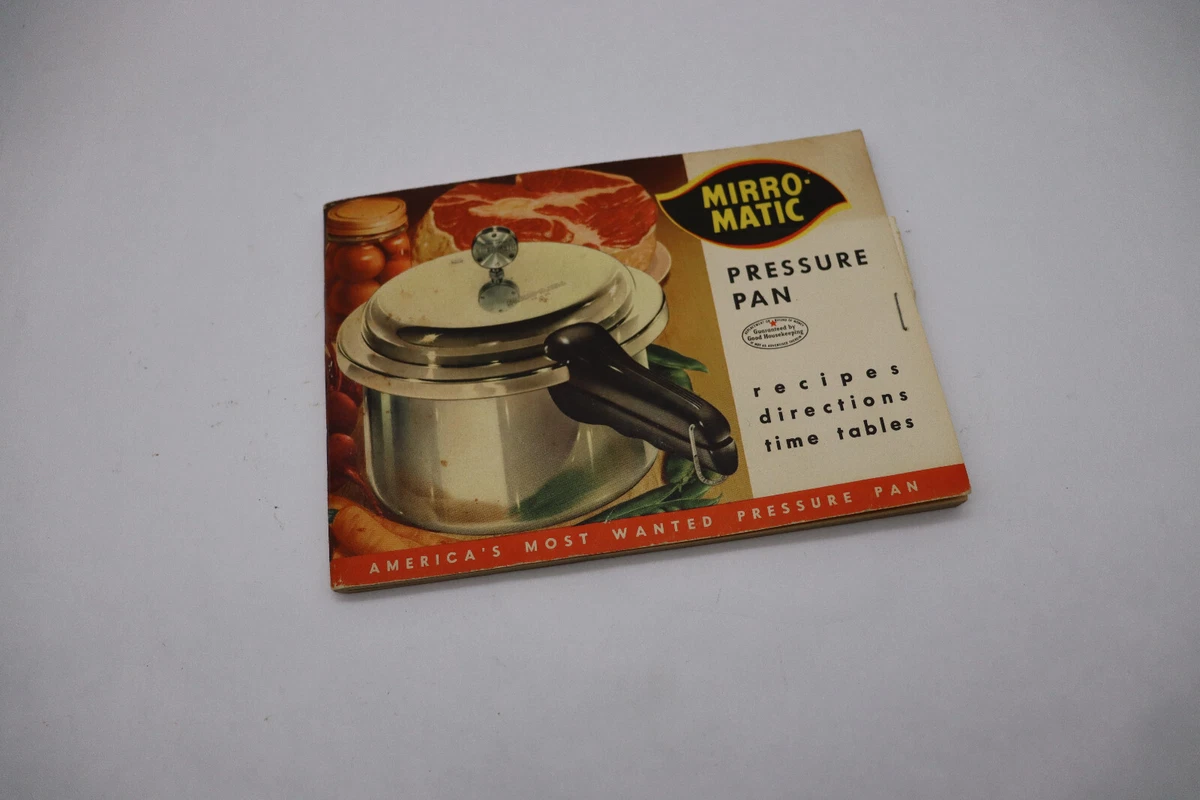 MIRRO-
MATIC
PRESSURE
PAN
Guaranteed by
Good Housekeeping
recipes
directions
time tables
AMERICA'S MOST WANTED PRESSURE PAN